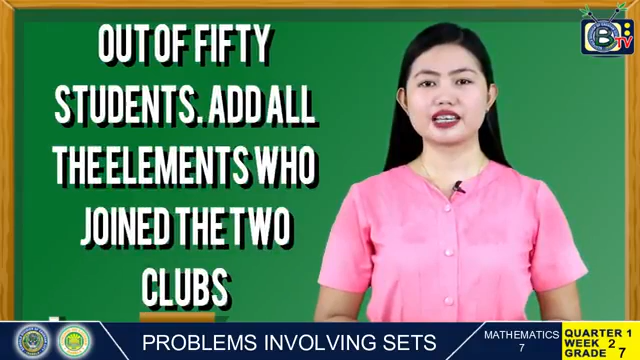 OUT OF FIFTY
STUDENTS. ADD ALL
THE ELEMENTS WHO
JOINED THE TWO
CLUBS
B
TV
PROBLEMS INVOLVING SETS
MATHEMATICS
7
QUARTER 1
WEEK 2
GRADE 7